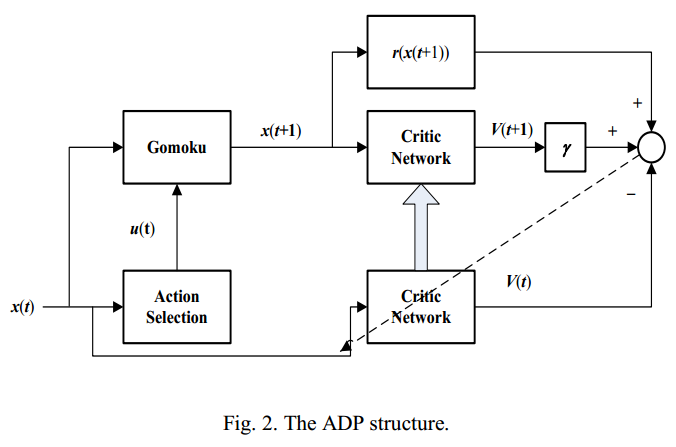 r(x(t+1))
+
x(t+1)
V(t+1)
+
Gomoku
Critic
Network
γ
−
u(t)
V(t)
x(t)
Action
Selection
Critic
Network
Fig. 2. The ADP structure.